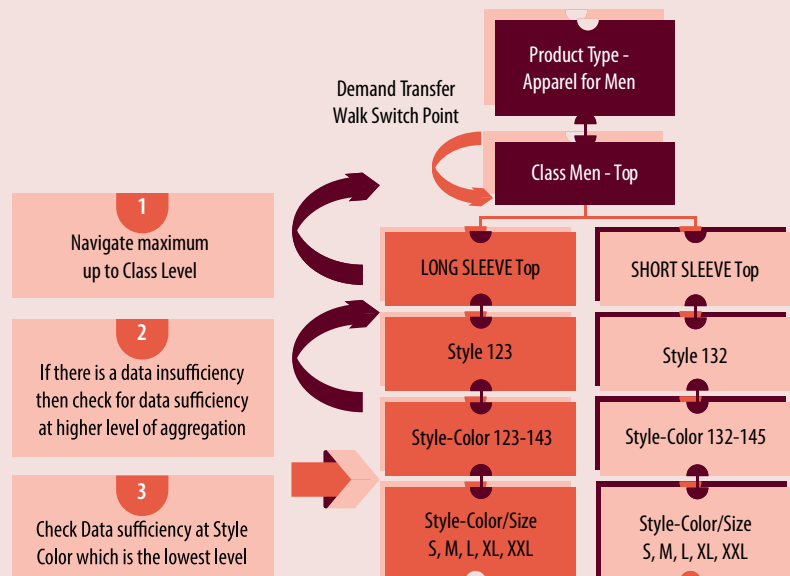 Product Type -
Apparel for Men
Demand Transfer
Walk Switch Point
Class Men - Top
1
Navigate maximum
up to Class Level
LONG SLEEVE Top
SHORT SLEEVE Top
2
If there is a data insufficiency
then check for data sufficiency
at higher level of aggregation
Style 123
Style 132
Style-Color 123-143
Style-Color 132-145
3
Check Data sufficiency at Style
Color which is the lowest level
Style-Color/Size
S, M, L, XL, XXL
Style-Color/Size
S, M, L, XL, XXL